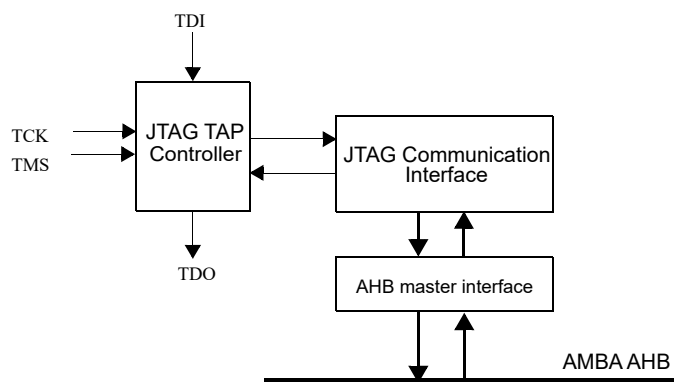 TDI
TCK
TMS
JTAG TAP
Controller
JTAG Communication
Interface
TDO
AHB master interface
AMBA AHB